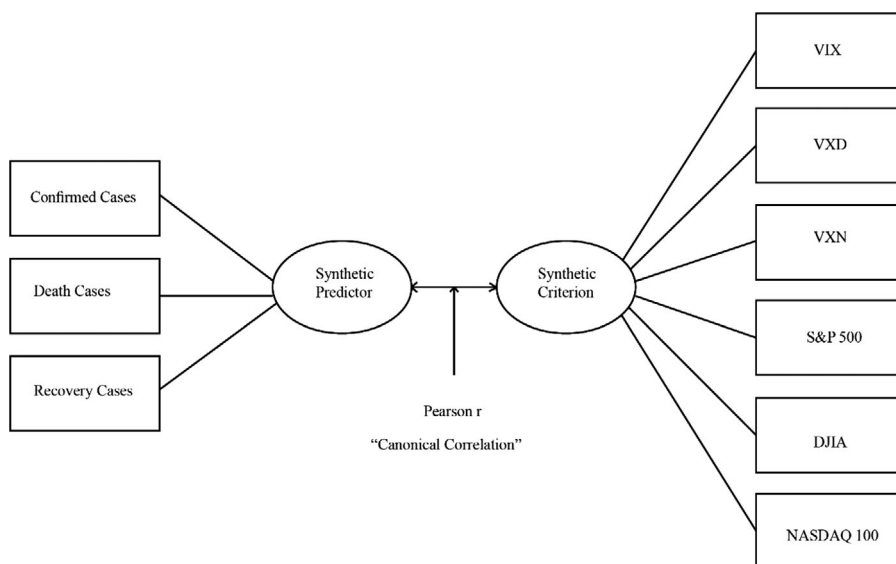 Confirmed Cases
Death Cases
Recovery Cases
Synthetic
Predictor
Pearson r
“Canonical Correlation”
Synthetic
Criterion
VIX
VXD
VXN
S&P 500
DJIA
NASDAQ 100